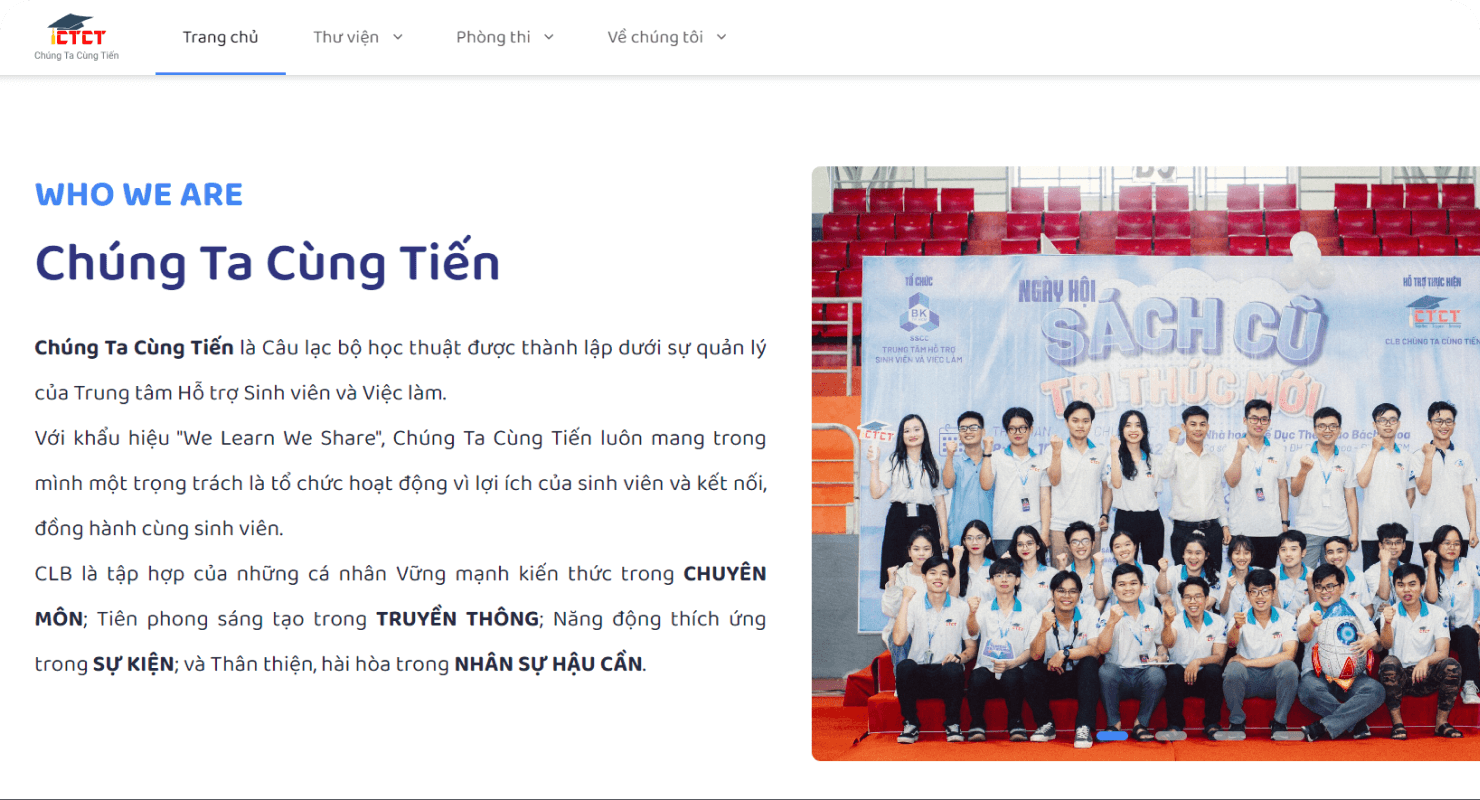 CTCT
Chúng Ta Cùng Tiến
Trang chủ
Thư viện
Phòng thi
Về chúng tôi
WHO WE ARE
Chúng Ta Cùng Tiến
Chúng Ta Cùng Tiến là Câu lạc bộ học thuật được thành lập dưới sự quản lý
của Trung tâm Hỗ trợ Sinh viên và Việc làm.
Với khẩu hiệu "We Learn We Share", Chúng Ta Cùng Tiến luôn mang trong
mình một trọng trách là tổ chức hoạt động vì lợi ích của sinh viên và kết nối,
đồng hành cùng sinh viên.
CLB là tập hợp của những cá nhân Vững mạnh kiến thức trong CHUYÊN
MÔN; Tiên phong sáng tạo trong TRUYỀN THÔNG; Năng động thích ứng
trong SỰ KIỆN; và Thân thiện, hài hòa trong NHÂN SỰ HẬU CẦN.
TỔ CHỨC
BK
SSCC
TRUNG TÂM HỖ TRỢ
SINH VIÊN VÀ VIỆC LÀM
NGÀY HỘI
SÁCH CŨ
TRI THỨC MỚI
HỖ TRỢ THỰC HIỆN
CTCT
CLB CHÚNG TA CÙNG TIẾN
CTCT